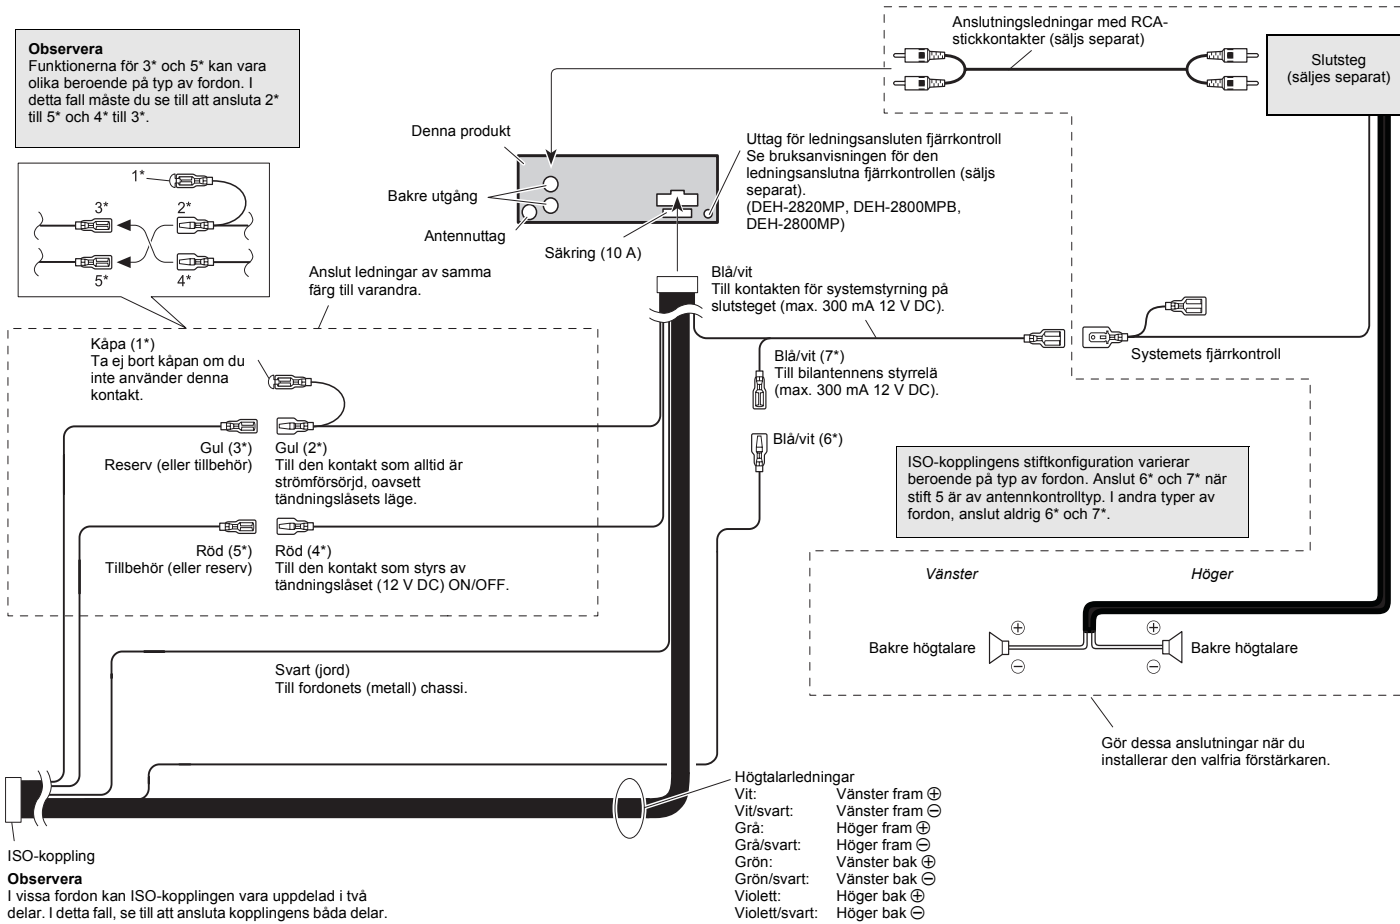 Observera
Funktionerna för 3* och 5* kan vara
olika beroende på typ av fordon. I
detta fall måste du se till att ansluta 2*
till 5* och 4* till 3*.
1*
3*
2*
5*
4*
Anslutningsledningar med RCA-
stickkontakter (säljs separat)
Slutsteg
(säljes separat)
Denna produkt
Bakre utgång
Antennuttag
Säkring (10 A)
Uttag för ledningsansluten fjärrkontroll
Se bruksanvisningen för den
ledningsanslutna fjärrkontrollen (säljs
separat).
(DEH-2820MP, DEH-2800MPB,
DEH-2800MP)
Anslut ledningar av samma
färg till varandra.
Blå/vit
Till kontakten för systemstyrning på
slutsteget (max. 300 mA 12 V DC).
Systemets fjärrkontroll
Blå/vit (7*)
Till bilantennens styrrelä
(max. 300 mA 12 V DC).
Blå/vit (6*)
Kåpa (1*)
Ta ej bort kåpan om du
inte använder denna
kontakt.
Gul (3*)
Reserv (eller tillbehör)
Gul (2*)
Till den kontakt som alltid är
strömförsörjd, oavsett
tändningslåsets läge.
Röd (5*)
Tillbehör (eller reserv)
Röd (4*)
Till den kontakt som styrs av
tändningslåset (12 V DC) ON/OFF.
ISO-kopplingens stiftkonfiguration varierar
beroende på typ av fordon. Anslut 6* och 7* när
stift 5 är av antennkontrolltyp. I andra typer av
fordon, anslut aldrig 6* och 7*.
Vänster
Höger
⊕
⊕
Bakre högtalare
Bakre högtalare
⊖
⊖
Svart (jord)
Till fordonets (metall) chassi.
Gör dessa anslutningar när du
installerar den valfria förstärkaren.
Högtalarledningar
Vit: Vänster fram ⊕
Vit/svart: Vänster fram ⊖
Grå: Höger fram ⊕
Grå/svart: Höger fram ⊖
Grön: Vänster bak ⊕
Grön/svart: Vänster bak ⊖
Violett: Höger bak ⊕
Violett/svart: Höger bak ⊖
ISO-koppling
Observera
I vissa fordon kan ISO-kopplingen vara uppdelad i två
delar. I detta fall, se till att ansluta kopplingens båda delar.